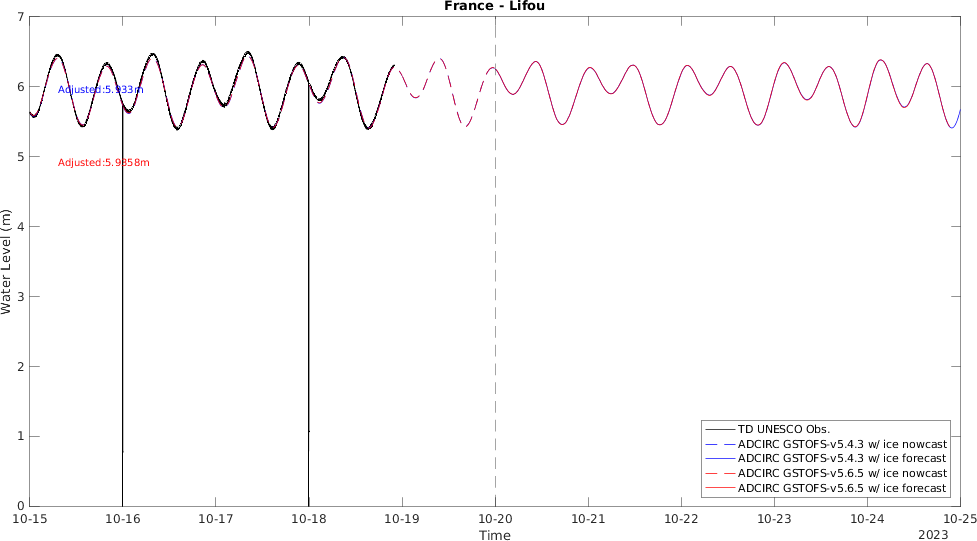 France - Lifou
7
6
5
4
3
2
1
0
Water Level (m)
Adjusted:5.933m
Adjusted:5.9858m
TD UNESCO Obs.
ADCIRC GSTOFS-v5.4.3 w/ ice nowcast
ADCIRC GSTOFS-v5.4.3 w/ ice forecast
ADCIRC GSTOFS-v5.6.5 w/ ice nowcast
ADCIRC GSTOFS-v5.6.5 w/ ice forecast
10-15 10-16 10-17 10-18 10-19 10-20 10-21 10-22 10-23 10-24 10-25
Time
2023